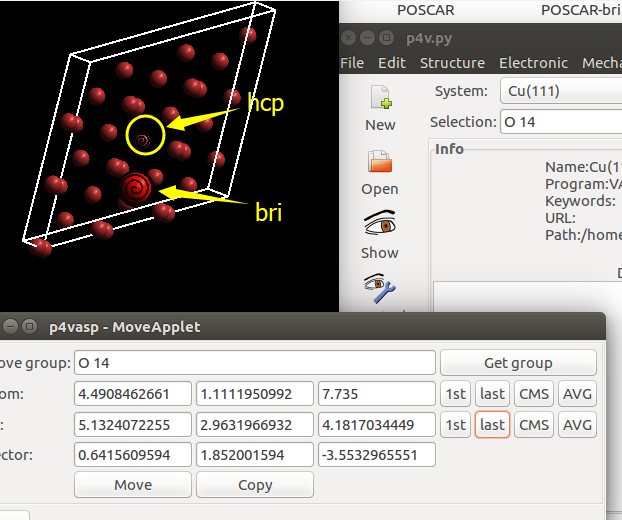 POSCAR POSCAR-bri
p4v.py
File Edit Structure Electronic Mecha
System: Cu(111)
New
Selection: O 14
Info
Name:Cu(1
Program:VA
Keywords:
URL:
Path:/home
Open
Show
D
hcp
bri
p4vasp - MoveApplet
ove group: O 14 Get group
om: 4.4908462661 1.1111950992 7.735 1st last CMS AVG
: 5.1324072255 2.9631966932 4.1817034449 1st last CMS AVG
ector: 0.6415609594 1.852001594 -3.5532965551
Move Copy